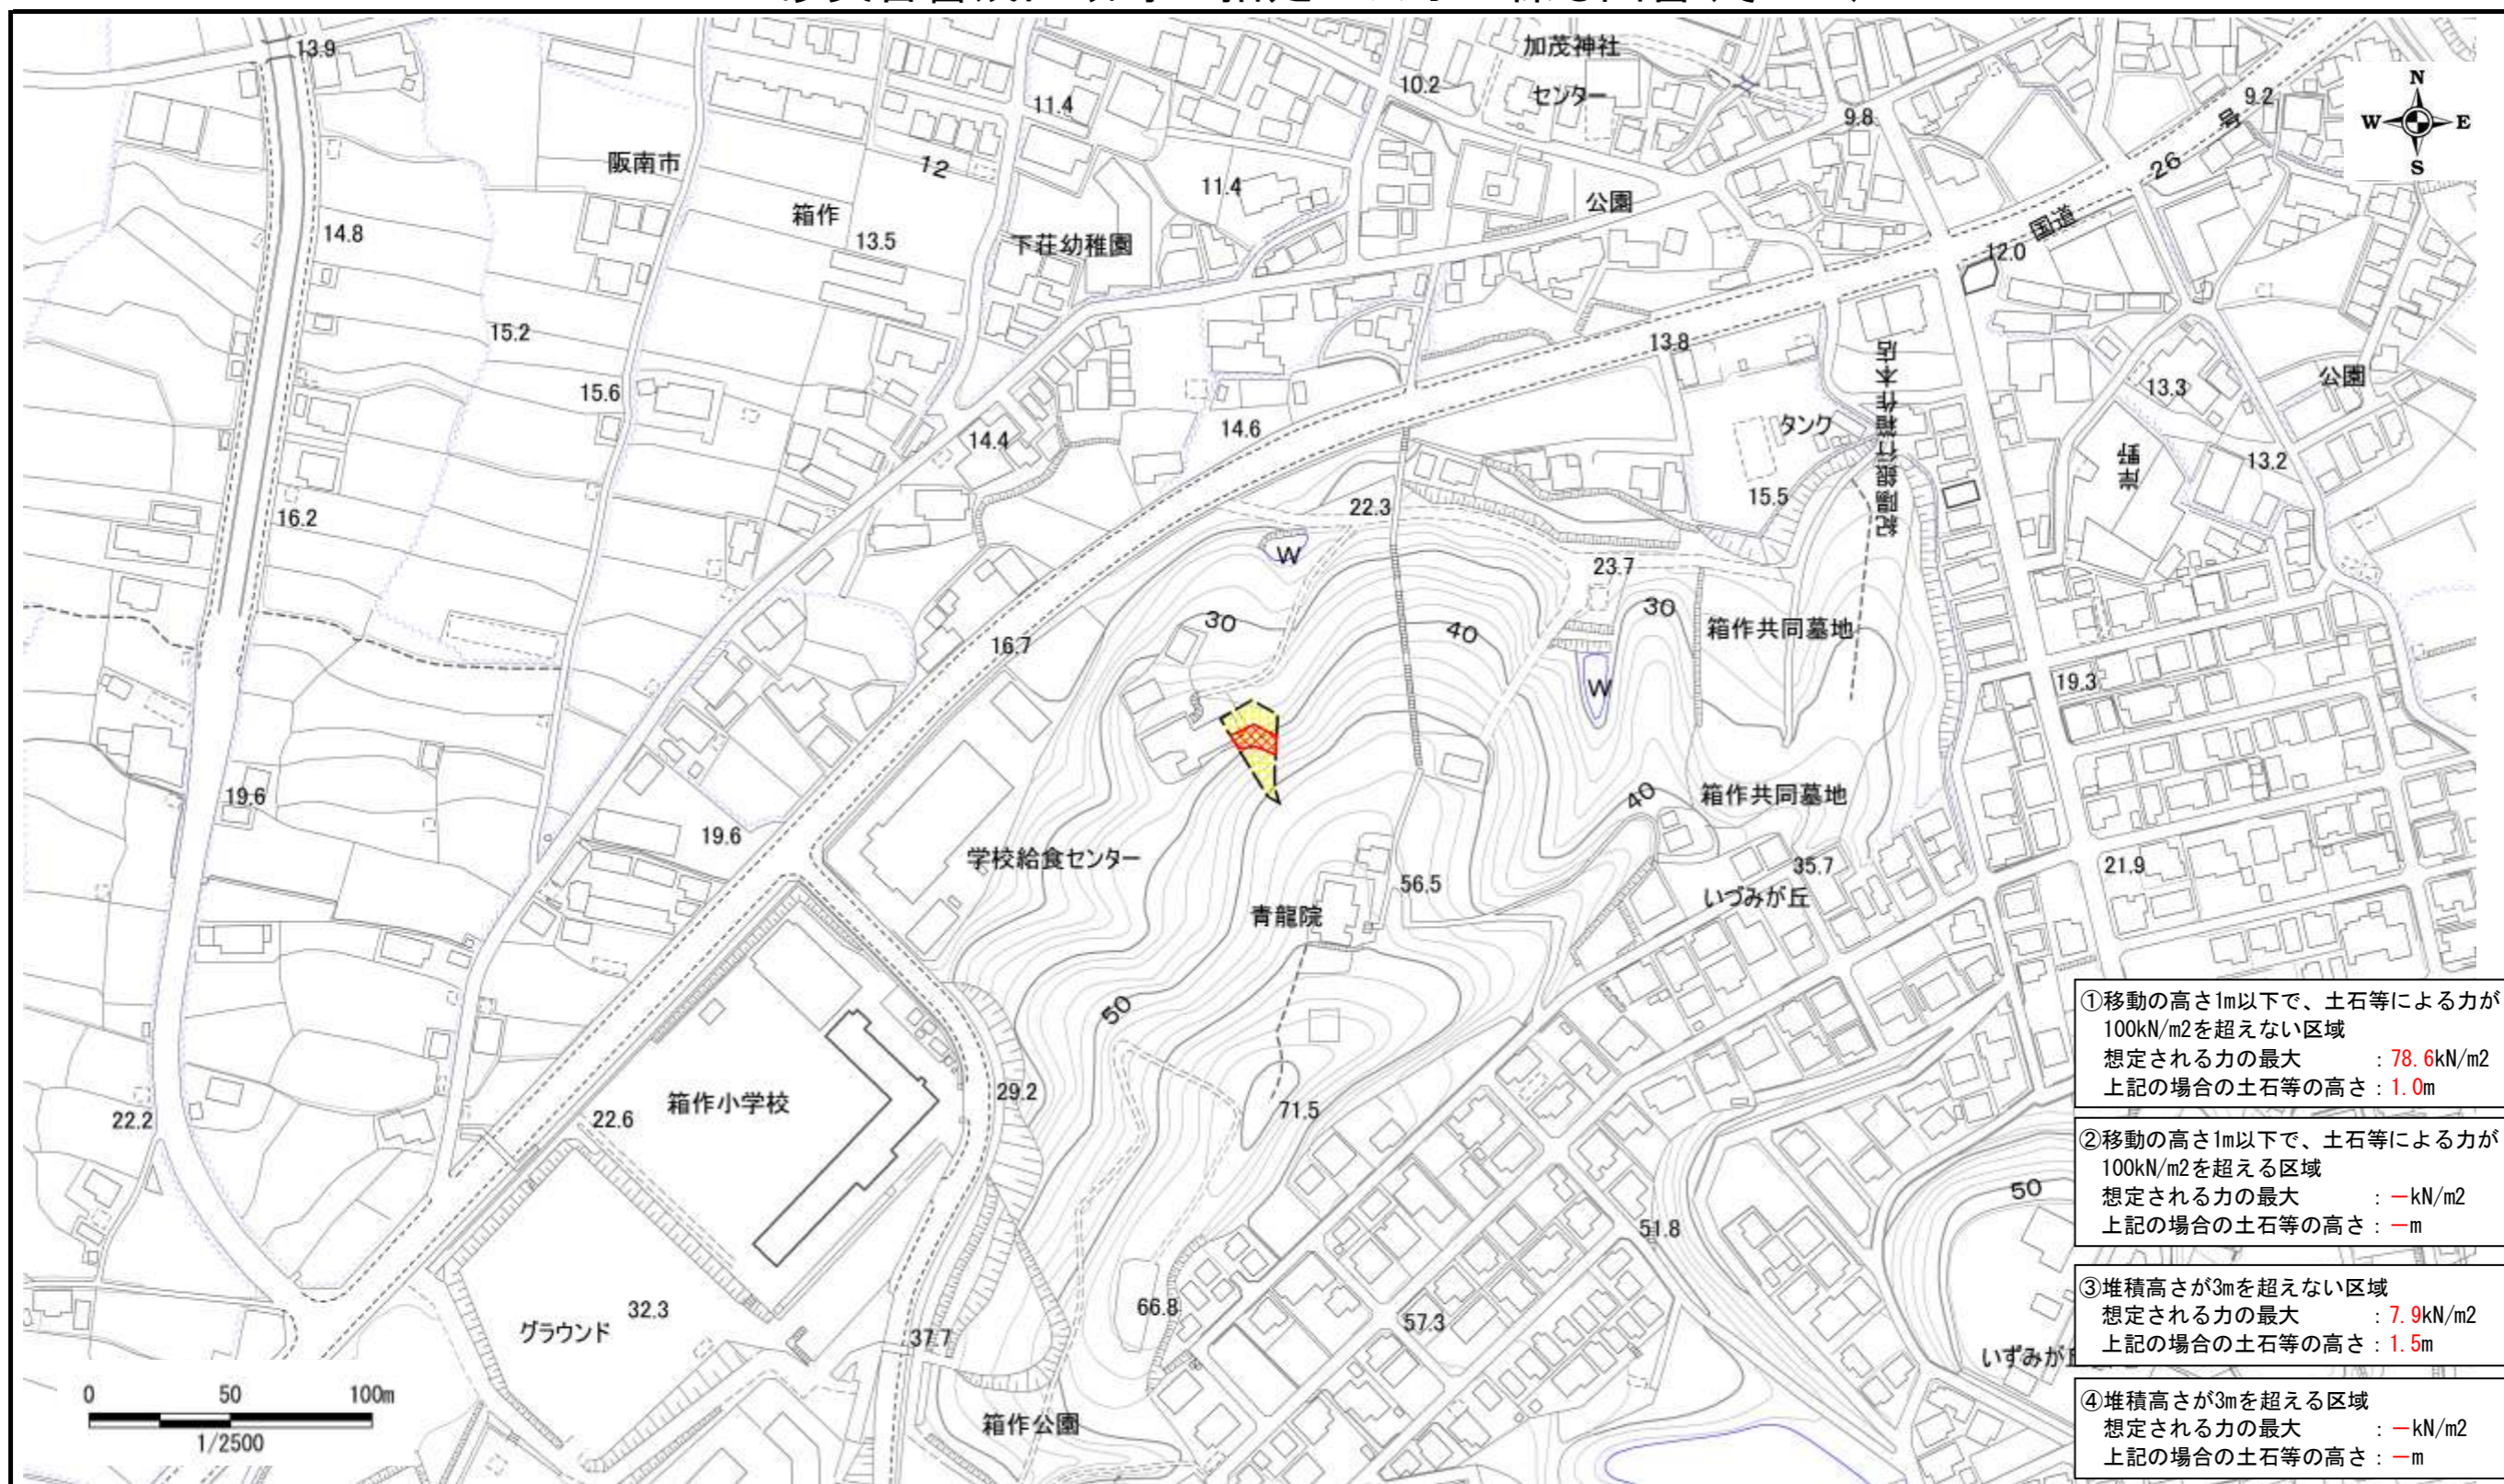 13.9
加茂神社
センター
10.2
11.4
9.8
9.2
N
W
E
S
号
26
国道
12.0
阪南市
12
11.4
公園
箱作
13.5
下荘幼稚園
14.8
15.2
13.8
15.6
14.4
14.6
タンク
紀陽銀行箱作本店
13.3
公園
岸野
13.2
15.5
16.2
22.3
W
23.7
30
40
30
箱作共同墓地
16.7
W
19.3
19.6
19.6
40
箱作共同墓地
学校給食センター
56.5
35.7
21.9
青龍院
いづみが丘
50
箱作小学校
22.6
29.2
71.5
22.2
50
51.8
32.3
グラウンド
37.7
66.8
57.3
いずみが丘
箱作公園
0 50 100m
1/2500
①移動の高さ1m以下で、土石等による力が
100kN/m2を超えない区域
想定される力の最大 : 78.6kN/m2
上記の場合の土石等の高さ : 1.0m
②移動の高さ1m以下で、土石等による力が
100kN/m2を超える区域
想定される力の最大 : －kN/m2
上記の場合の土石等の高さ : －m
③堆積高さが3mを超えない区域
想定される力の最大 : 7.9kN/m2
上記の場合の土石等の高さ : 1.5m
④堆積高さが3mを超える区域
想定される力の最大 : －kN/m2
上記の場合の土石等の高さ : －m